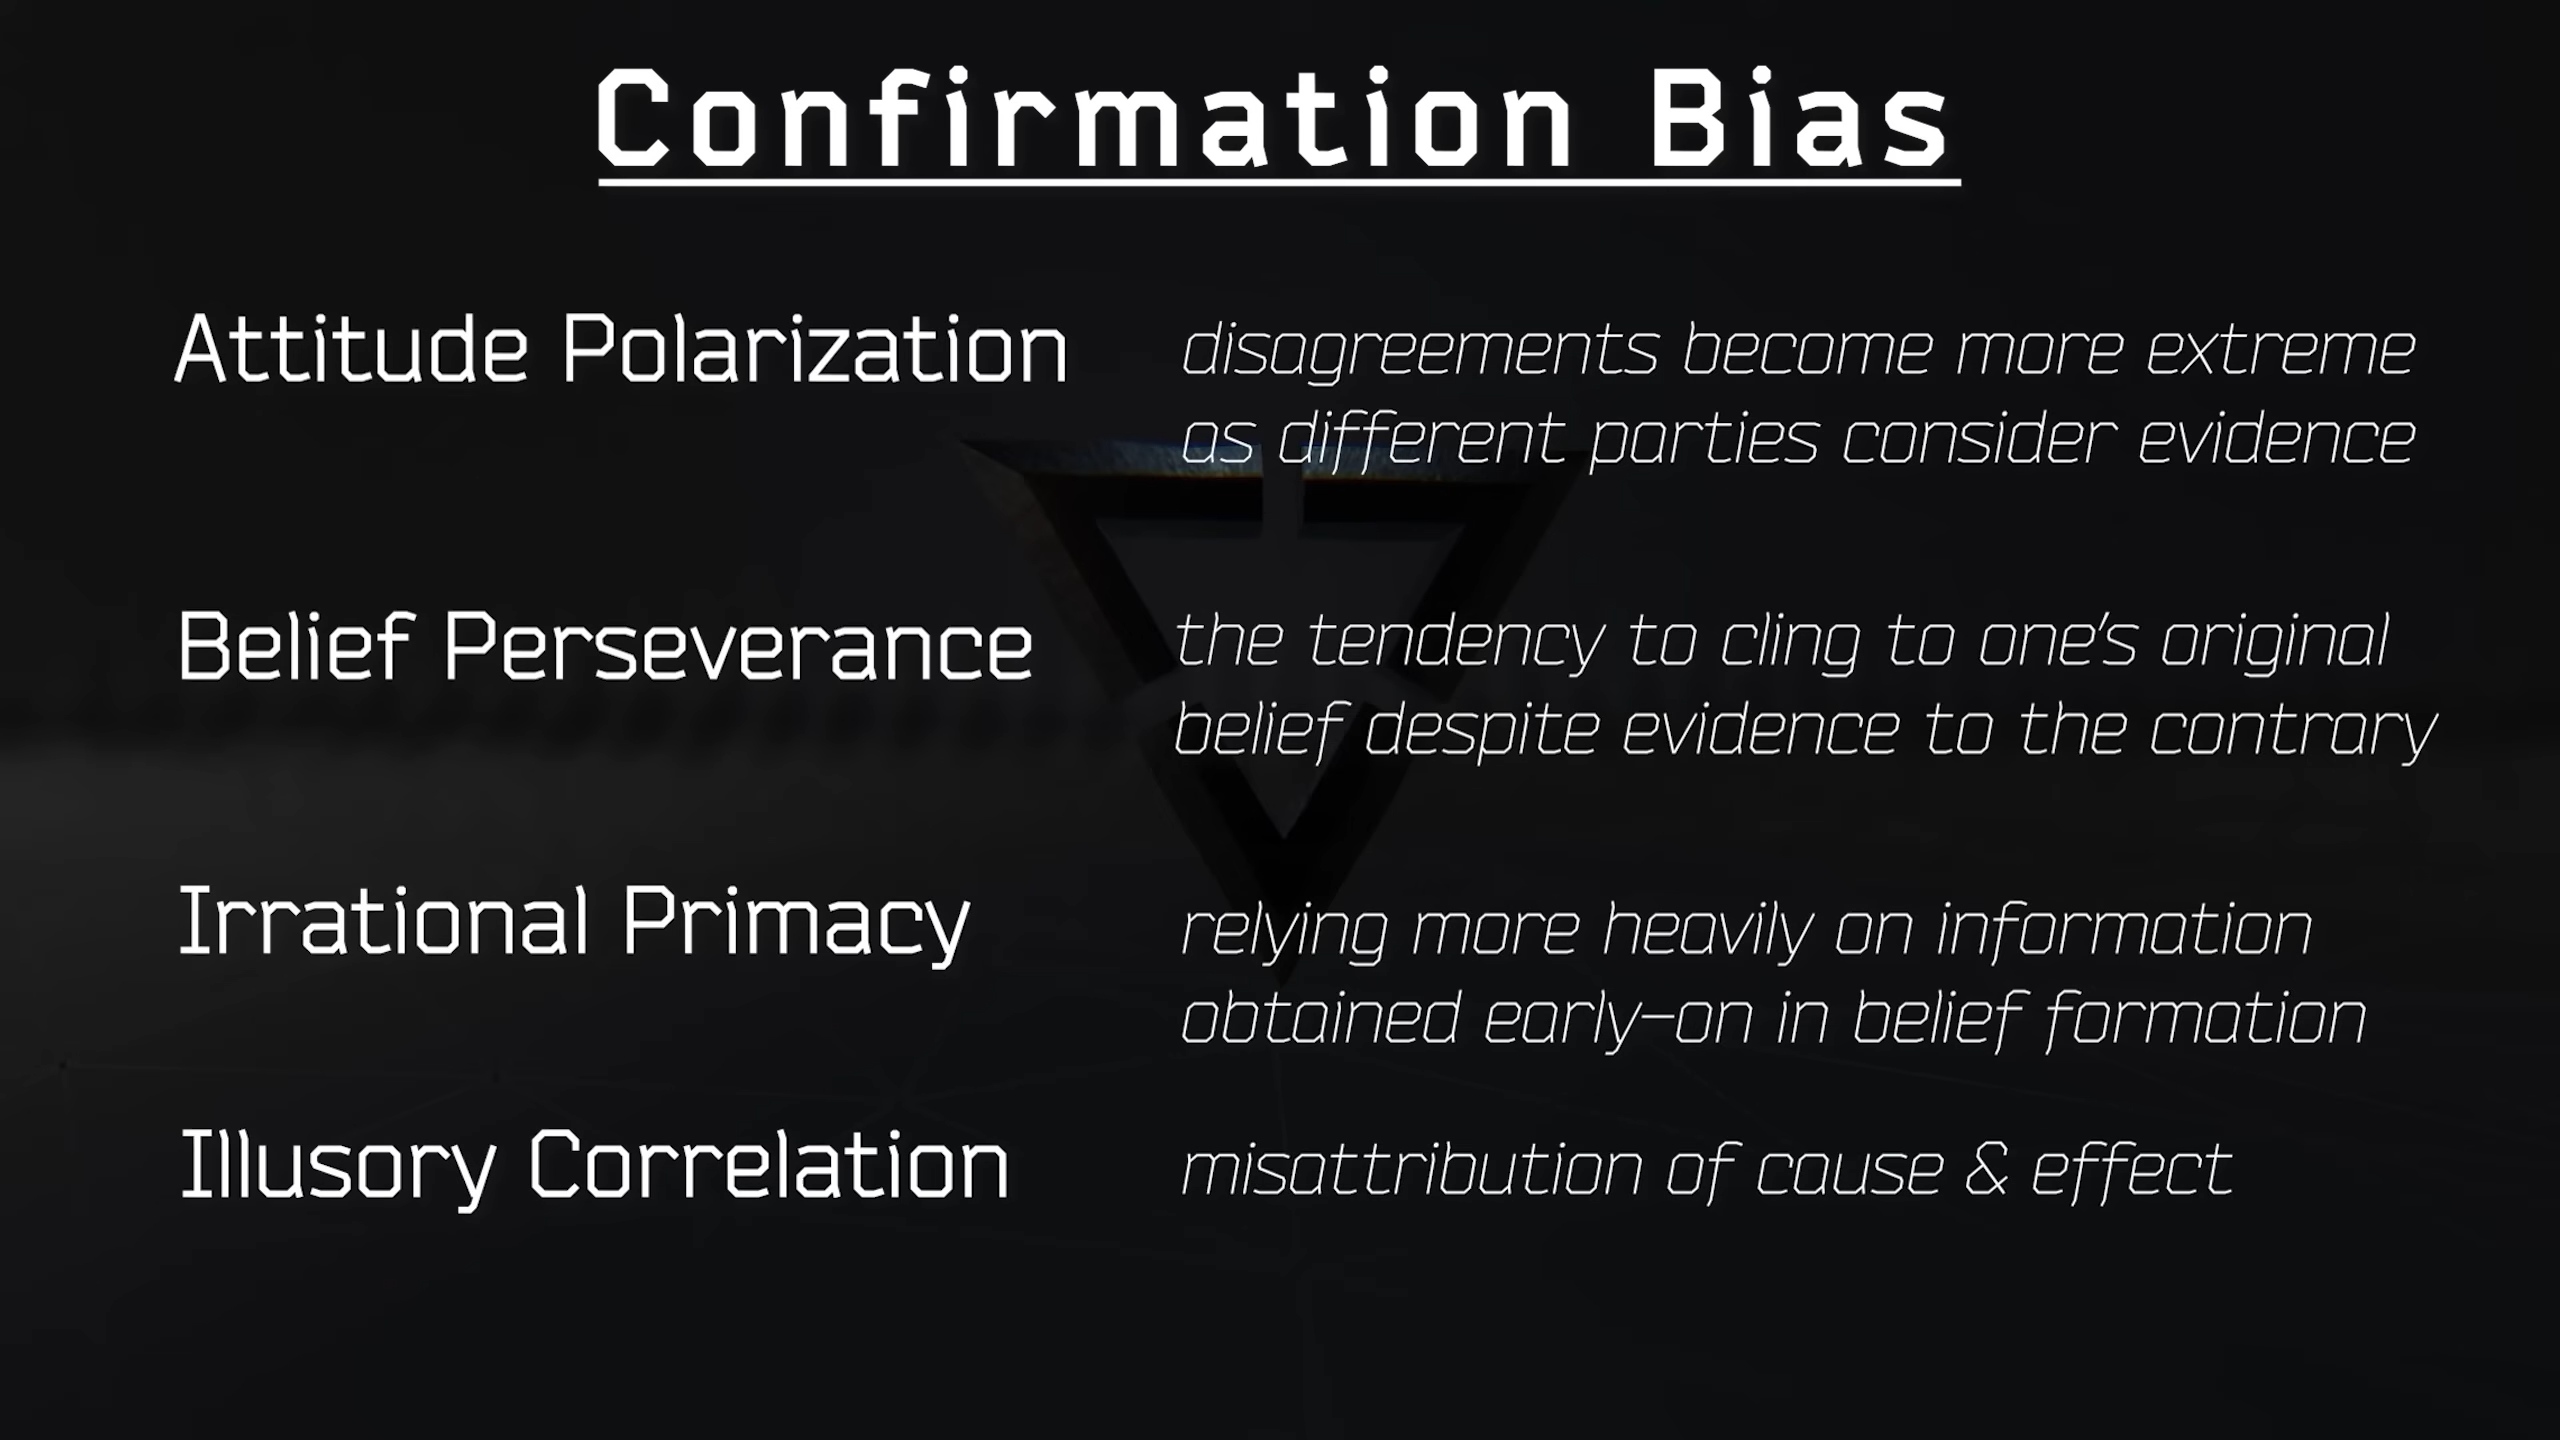 Confirmation Bias
Attitude Polarization
disagreements become more extreme
as different parties consider evidence
Belief Perseverance
the tendency to cling to one's original
belief despite evidence to the contrary
Irrational Primacy
relying more heavily on information
obtained early-on in belief formation
Illusory Correlation
misattribution of cause & effect